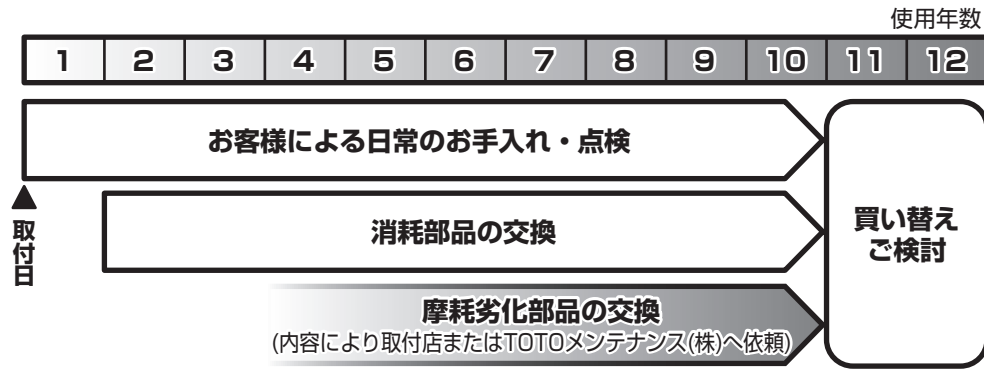 使用年数
1 2 3 4 5 6 7 8 9 10 11 12
お客様による日常のお手入れ・点検
取付日
消耗部品の交換
買い替え
ご検討
摩耗劣化部品の交換
(内容により取付店またはTOTOメンテナンス(株)へ依頼)